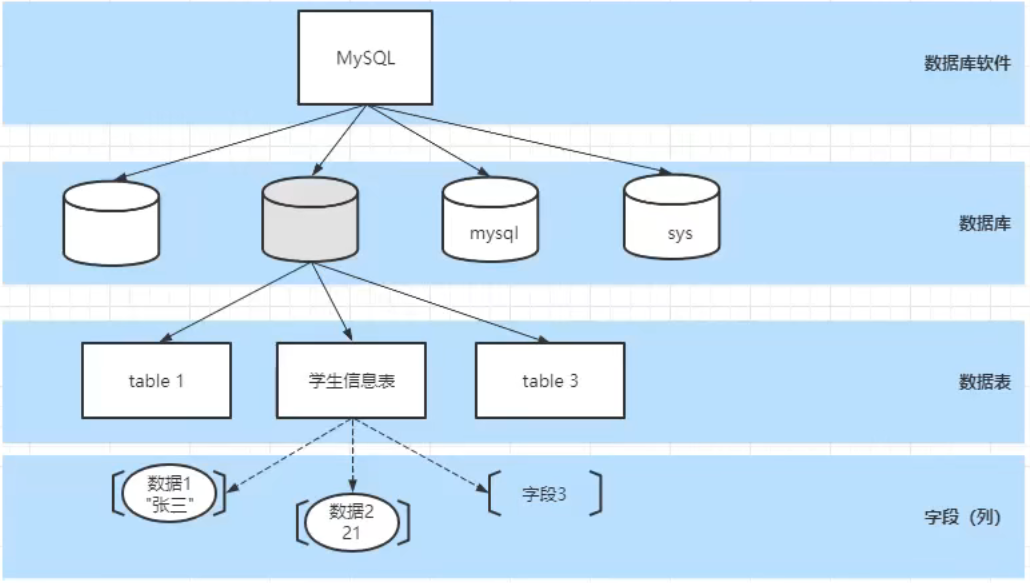 MySQL
数据库软件
mysql
sys
数据库
table 1
学生信息表
table 3
数据表
数据1
"张三"
数据2
21
字段3
字段（列）